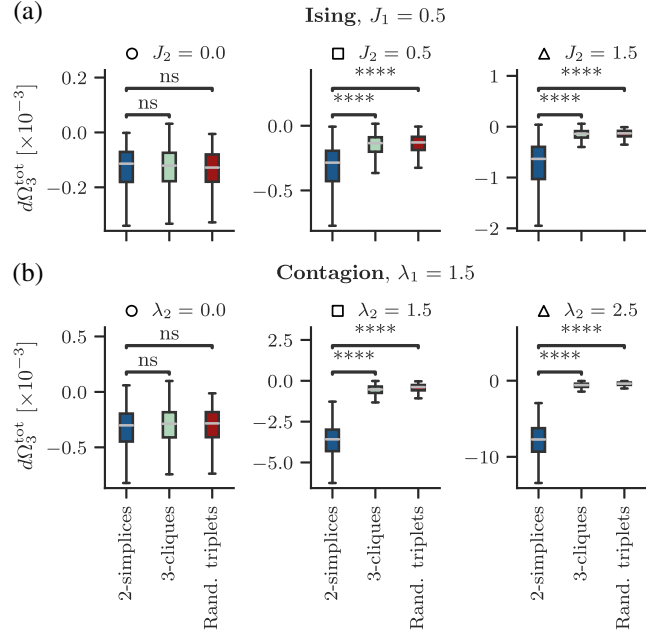 (a)
Ising, J₁ = 0.5
○ J₂ = 0.0
□ J₂ = 0.5
△ J₂ = 1.5
dΩ₃ᵗᵒᵗ [×10⁻³]
0.2
0.0
−0.2
ns
ns
0.0
−0.5
****
****
1
0
−1
−2
****
****
(b)
Contagion, λ₁ = 1.5
○ λ₂ = 0.0
□ λ₂ = 1.5
△ λ₂ = 2.5
dΩ₃ᵗᵒᵗ [×10⁻³]
0.5
0.0
−0.5
ns
ns
2.5
0.0
−2.5
−5.0
****
****
0
−10
****
****
2-simplices
3-cliques
Rand. triplets
2-simplices
3-cliques
Rand. triplets
2-simplices
3-cliques
Rand. triplets